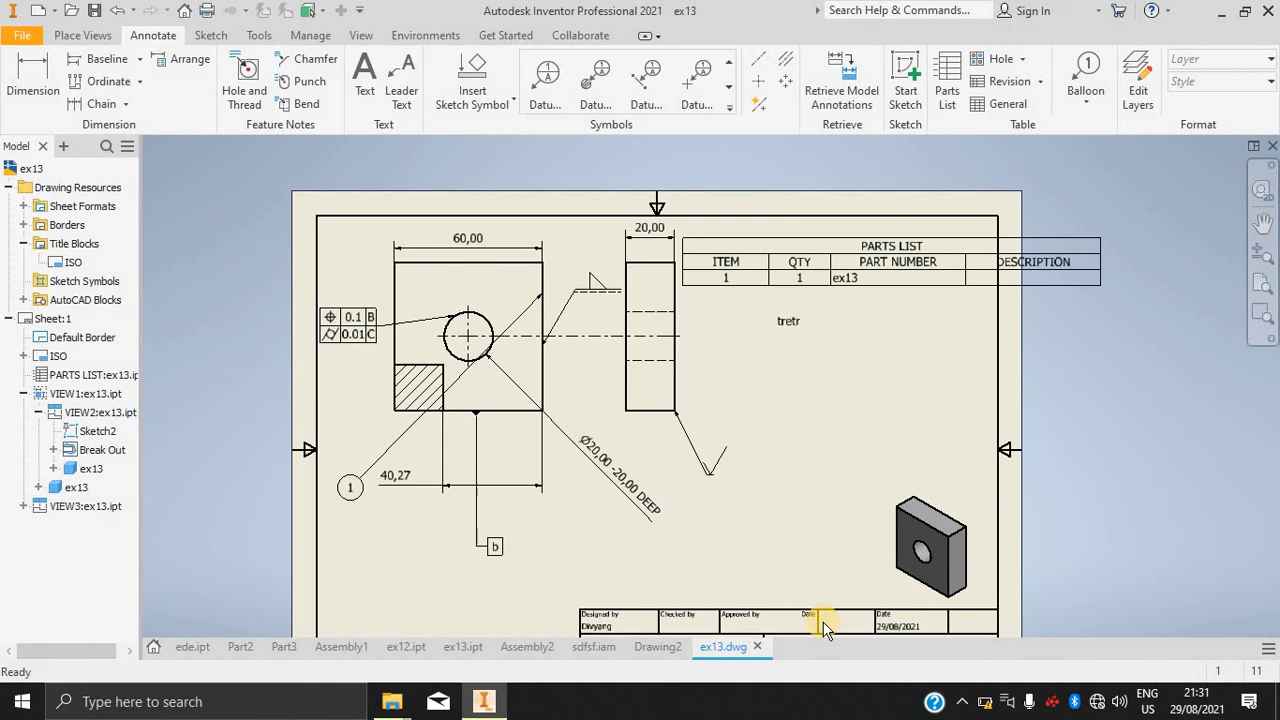 Autodesk Inventor Professional 2021 ex13
Search Help & Commands...
Sign In
File
Place Views
Annotate
Sketch
Tools
Manage
View
Environments
Get Started
Collaborate
Dimension
Baseline
Arrange
Ordinate
Chain
Dimension
Hole and
Thread
Chamfer
Punch
Bend
Feature Notes
Text
Leader
Text
Text
Insert
Sketch Symbol
Datu...
Datu...
Datu...
Datu...
Symbols
Retrieve Model
Annotations
Retrieve
Start
Sketch
Sketch
Parts
List
Hole
Revision
General
Table
Balloon
Edit
Layers
Layer
Style
Format
Model
ex13
Drawing Resources
Sheet Formats
Borders
Title Blocks
ISO
Sketch Symbols
AutoCAD Blocks
Sheet:1
Default Border
ISO
PARTS LIST:ex13.ip
VIEW1:ex13.ipt
VIEW2:ex13.ipt
Sketch2
Break Out
ex13
ex13
VIEW3:ex13.ipt
60,00
20,00
PARTS LIST
ITEM QTY PART NUMBER DESCRIPTION
1 1 ex13
tretr
0.1 B
0.01 C
40,27
1
Ø20,00 -20,00 DEEP
b
Designed by
Divyang
Checked by
Approved by
Date
Date
29/08/2021
ede.ipt
Part2
Part3
Assembly1
ex12.ipt
ex13.ipt
Assembly2
sdfsf.iam
Drawing2
ex13.dwg
Ready
1
11
Type here to search
ENG
US
21:31
29/08/2021